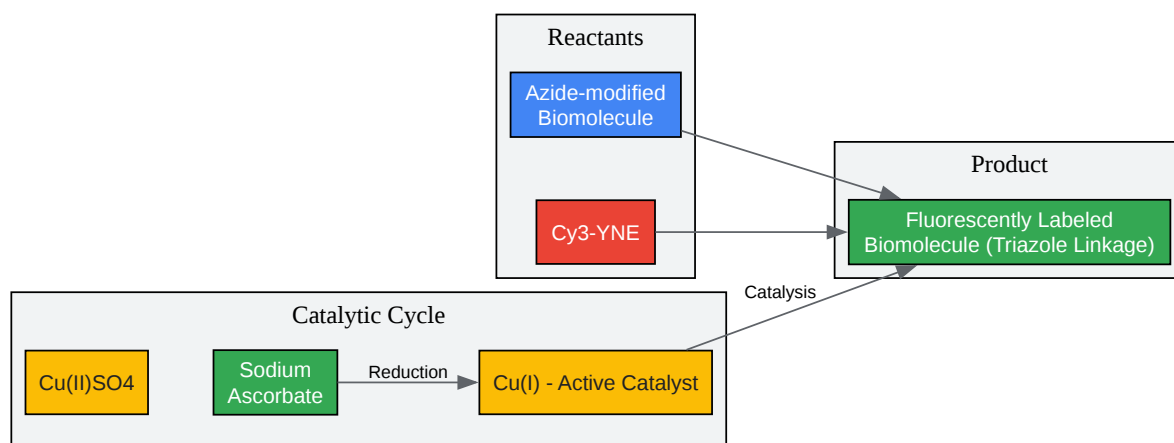 Reactants
Azide-modified
Biomolecule
Cy3-YNE
Product
Fluorescently Labeled
Biomolecule (Triazole Linkage)
Catalysis
Catalytic Cycle
Cu(II)SO4
Sodium
Ascorbate
Reduction
Cu(I) - Active Catalyst